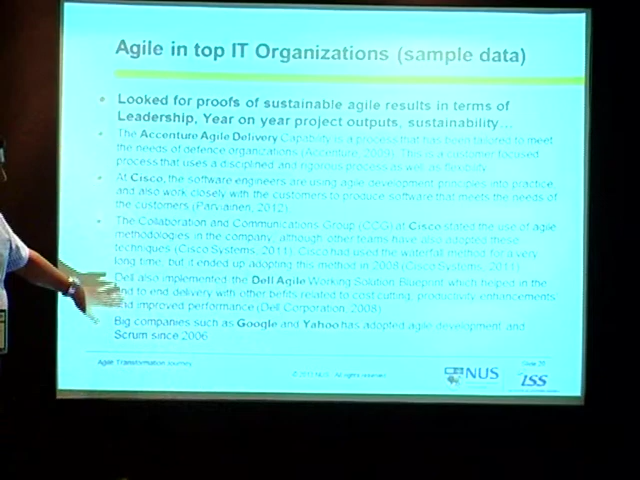 Agile in top IT Organizations (sample data)
Looked for proofs of sustainable agile results in terms of
Leadership, Year on year project outputs, sustainability...
The Accenture Agile Delivery Capability is a process that has been tailored to meet
the needs of defence organizations (Accenture, 2009). This is a customer focused
process that uses a disciplined and rigorous process as well as flexibility.
At Cisco, the software engineers are using agile development principles into practice
and also work closely with the customers to produce software that meets the needs of
the customers (Parviainen, 2012)
The Collaboration and Communications Group (CCG) at Cisco stated the use of agile
methodologies in the company, although other teams have also adopted these
techniques (Cisco Systems, 2011). Cisco had used the waterfall method for a very
long time, but it ended up adopting this method in 2008 (Cisco Systems, 2011).
Dell also implemented the Dell Agile Working Solution Blueprint which helped in the
end to end delivery with other befits related to cost cutting, productivity enhancements
and improved performance (Dell Corporation, 2008)
Big companies such as Google and Yahoo has adopted agile development and
Scrum since 2006
Agile Transformation Journey
NUS. All rights reserved
NUS
ISS